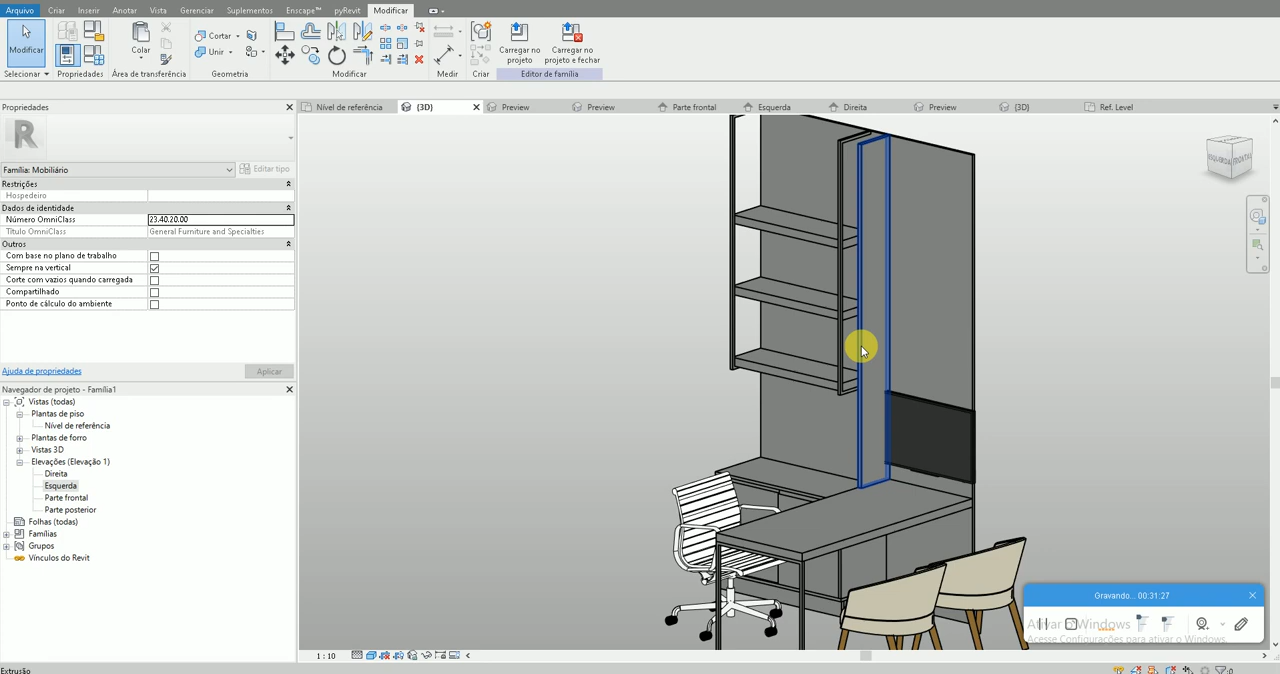 Arquivo Criar Inserir Anotar Vista Gerenciar Suplementos Enscape™ pyRevit Modificar
Modificar
Colar
Cortar
Unir
Carregar no
projeto
Carregar no
projeto e fechar
Selecionar Propriedades Área de transferência Geometria Modificar Medir Criar Editor de família
Propriedades
Nível de referência {3D} Preview Preview Parte frontal Esquerda Direita Preview {3D} Ref. Level
Família: Mobiliário Editar tipo
Restrições
Hospedeiro
Dados de identidade
Número OmniClass 23.40.20.00
Título OmniClass General Furniture and Specialties
Outros
Com base no plano de trabalho
Sempre na vertical
Corte com vazios quando carregada
Compartilhado
Ponto de cálculo do ambiente
Ajuda de propriedades Aplicar
Navegador de projeto - Família1
Vistas (todas)
Plantas de piso
Nível de referência
Plantas de forro
Vistas 3D
Elevações (Elevação 1)
Direita
Esquerda
Parte frontal
Parte posterior
Folhas (todas)
Famílias
Grupos
Vínculos do Revit
ESQUERDA FRONTAL
Gravando... 00:31:27
Ativar o Windows
Acesse Configurações para ativar o Windows.
1 : 10
Extrusão
:0